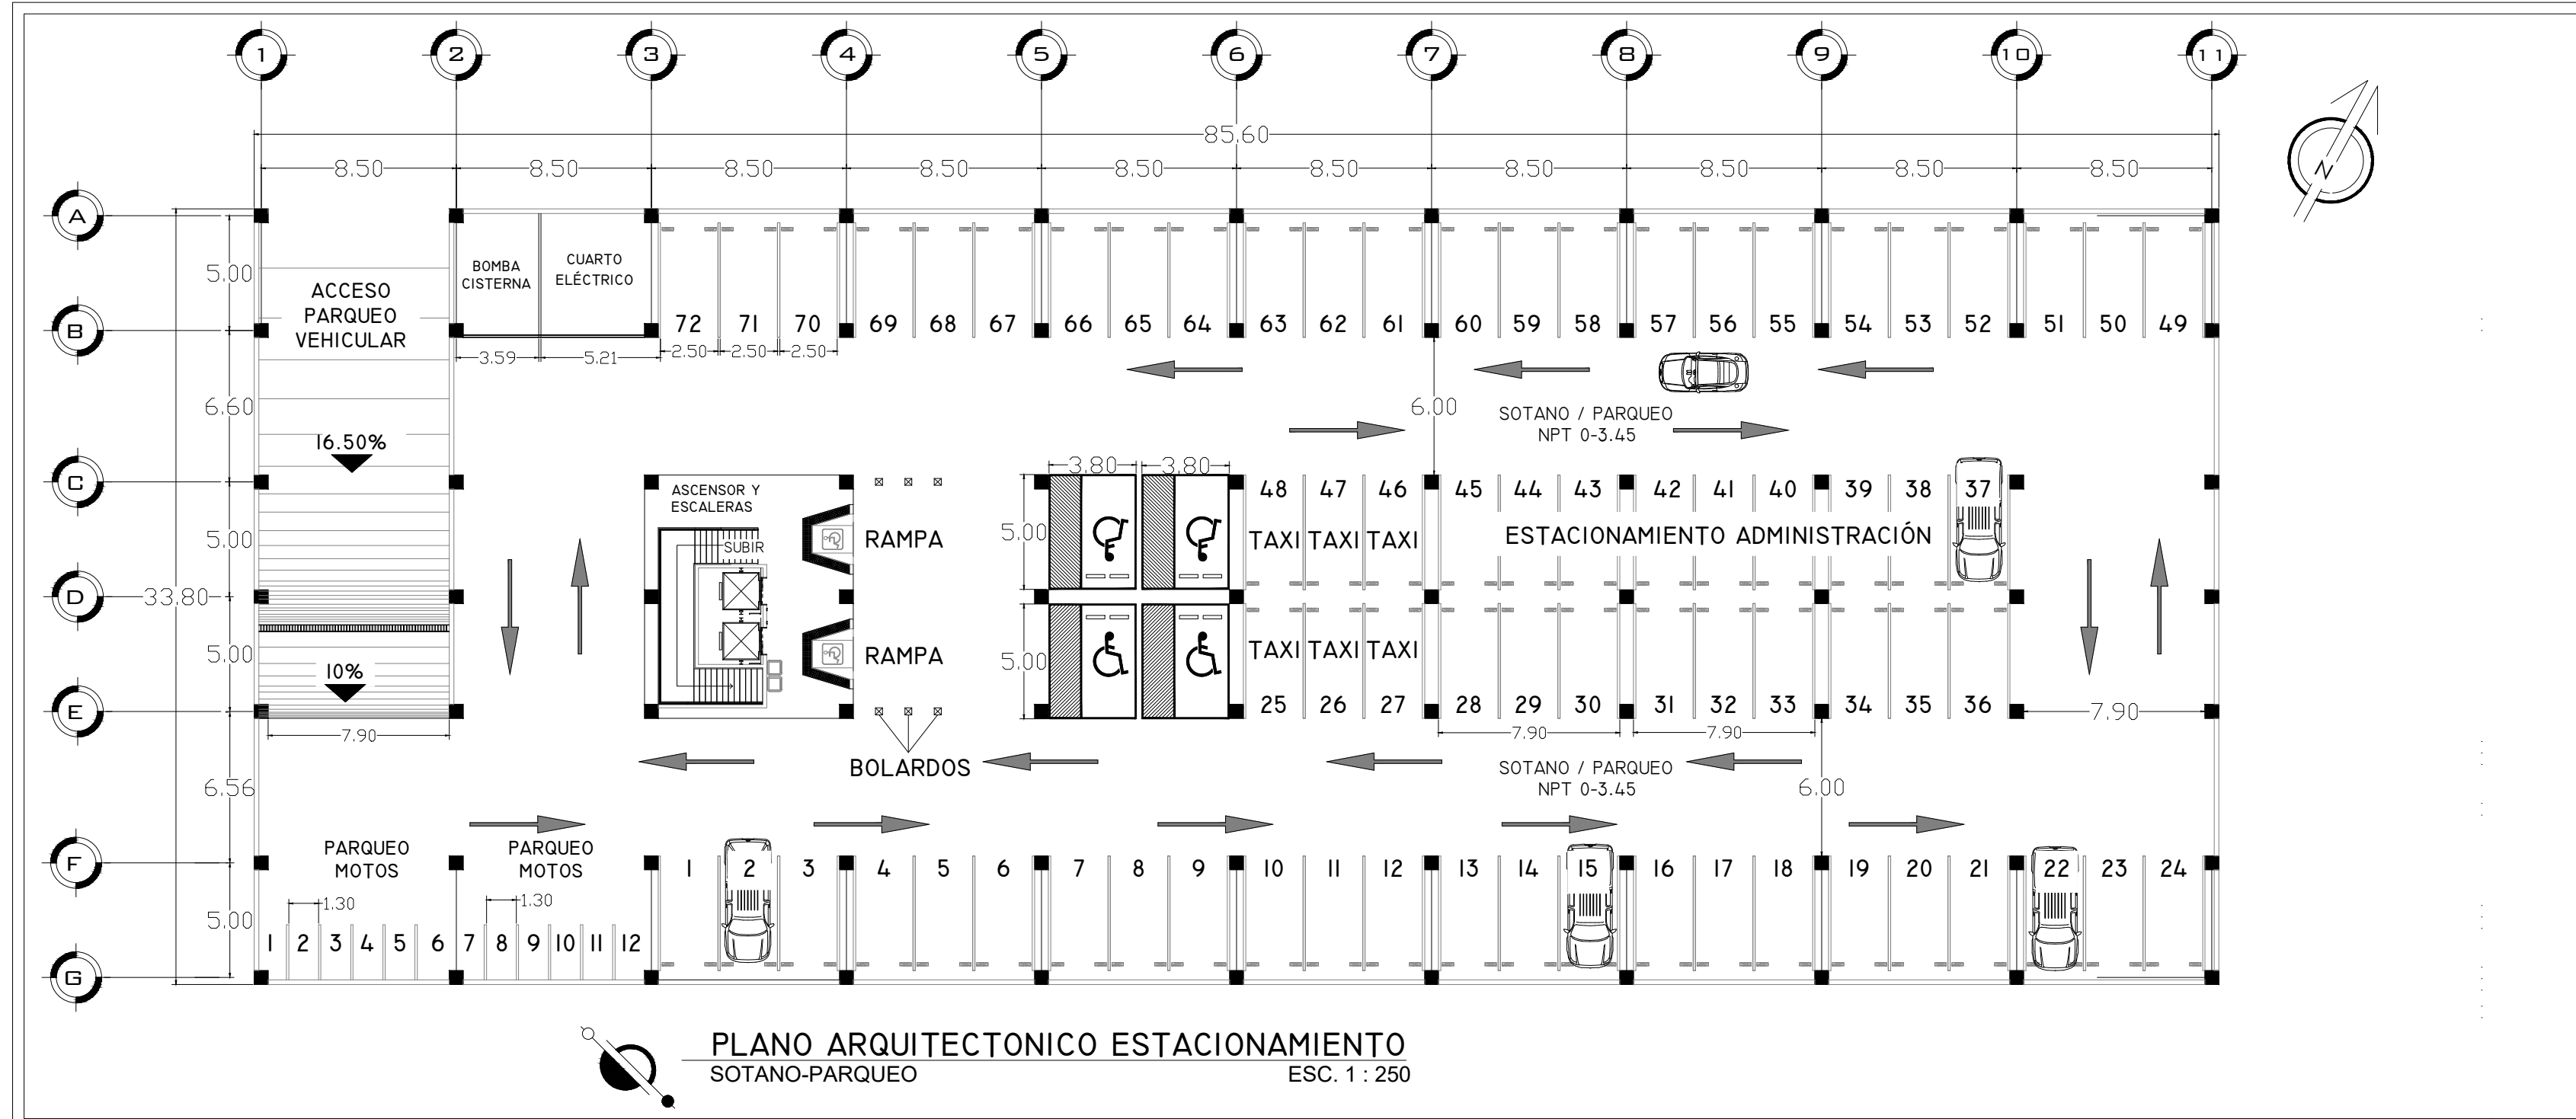 1 2 3 4 5 6 7 8 9 10 11
85,60
8,50 8,50 8,50 8,50 8,50 8,50 8,50 8,50 8,50 8,50
N
A
5,00
BOMBA
CISTERNA
CUARTO
ELÉCTRICO
ACCESO
PARQUEO
VEHICULAR
B
72 71 70 69 68 67 66 65 64 63 62 61 60 59 58 57 56 55 54 53 52 51 50 49
3.59 5.21 2.50 2.50 2.50
6,60
6,00
SOTANO / PARQUEO
NPT 0-3.45
16.50%
3,80 3,80
C
ASCENSOR Y
ESCALERAS
48 47 46 45 44 43 42 41 40 39 38 37
5,00
SUBIR
RAMPA
5,00
TAXI TAXI TAXI
ESTACIONAMIENTO ADMINISTRACIÓN
D
33,80
5,00
RAMPA
5,00
TAXI TAXI TAXI
10%
E
25 26 27 28 29 30 31 32 33 34 35 36
7,90
7.90
7.90 7.90
BOLARDOS
SOTANO / PARQUEO
NPT 0-3.45
6,56
6,00
PARQUEO
MOTOS
PARQUEO
MOTOS
F
1 2 3 4 5 6 7 8 9 10 11 12 13 14 15 16 17 18 19 20 21 22 23 24
1.30 1.30
5,00
1 2 3 4 5 6 7 8 9 10 11 12
G
PLANO ARQUITECTONICO ESTACIONAMIENTO
SOTANO-PARQUEO ESC. 1 : 250